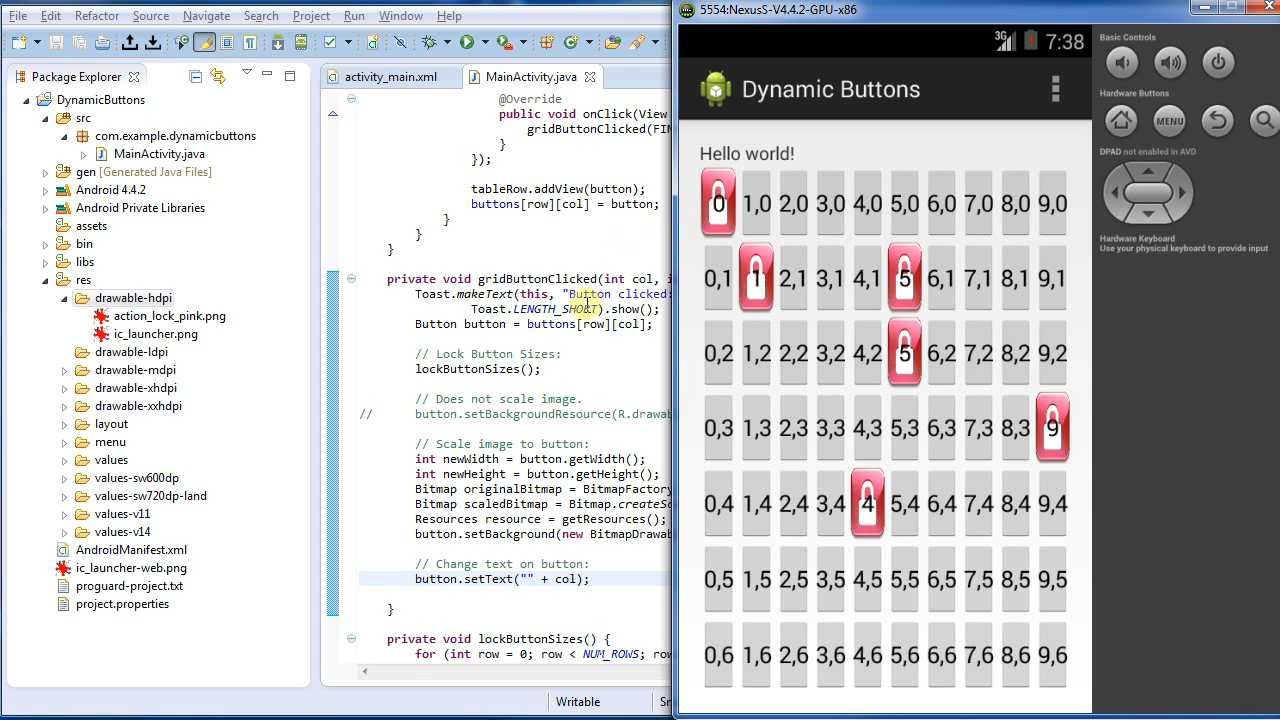 File Edit Refactor Source Navigate Search Project Run Window Help
Package Explorer
DynamicButtons
src
com.example.dynamicbuttons
MainActivity.java
gen [Generated Java Files]
Android 4.4.2
Android Private Libraries
assets
bin
libs
res
drawable-hdpi
action_lock_pink.png
ic_launcher.png
drawable-ldpi
drawable-mdpi
drawable-xhdpi
drawable-xxhdpi
layout
menu
values
values-sw600dp
values-sw720dp-land
values-v11
values-v14
AndroidManifest.xml
ic_launcher-web.png
proguard-project.txt
project.properties
activity_main.xml
MainActivity.java
@Override
public void onClick(View
gridButtonClicked(FIN
}
});
tableRow.addView(button);
buttons[row][col] = button;
}
}
}
private void gridButtonClicked(int col, i
Toast.makeText(this, "Button clicked:
Toast.LENGTH_SHORT).show();
Button button = buttons[row][col];
// Lock Button Sizes:
lockButtonSizes();
// Does not scale image.
// button.setBackgroundResource(R.drawa
// Scale image to button:
int newWidth = button.getWidth();
int newHeight = button.getHeight();
Bitmap originalBitmap = BitmapFactory
Bitmap scaledBitmap = Bitmap.createSc
Resources resource = getResources();
button.setBackground(new BitmapDrawa
// Change text on button:
button.setText("" + col);
}
private void lockButtonSizes() {
for (int row = 0; row < NUM_ROWS; row
Writable
5554:NexusS-V4.4.2-GPU-x86
3G 7:38
Dynamic Buttons
Hello world!
0 1,0 2,0 3,0 4,0 5,0 6,0 7,0 8,0 9,0
0,1 1 2,1 3,1 4,1 5 6,1 7,1 8,1 9,1
0,2 1,2 2,2 3,2 4,2 5 6,2 7,2 8,2 9,2
0,3 1,3 2,3 3,3 4,3 5,3 6,3 7,3 8,3 9
0,4 1,4 2,4 3,4 4 5,4 6,4 7,4 8,4 9,4
0,5 1,5 2,5 3,5 4,5 5,5 6,5 7,5 8,5 9,5
0,6 1,6 2,6 3,6 4,6 5,6 6,6 7,6 8,6 9,6
Basic Controls
Hardware Buttons
MENU
DPAD not enabled in AVD
Hardware Keyboard
Use your physical keyboard to provide input